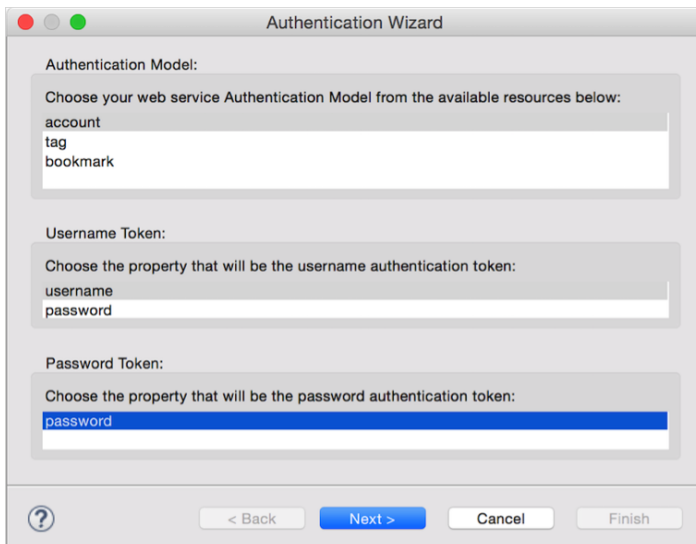 Authentication Wizard
Authentication Model:
Choose your web service Authentication Model from the available resources below:
account
tag
bookmark
Username Token:
Choose the property that will be the username authentication token:
username
password
Password Token:
Choose the property that will be the password authentication token:
password
? < Back Next > Cancel Finish